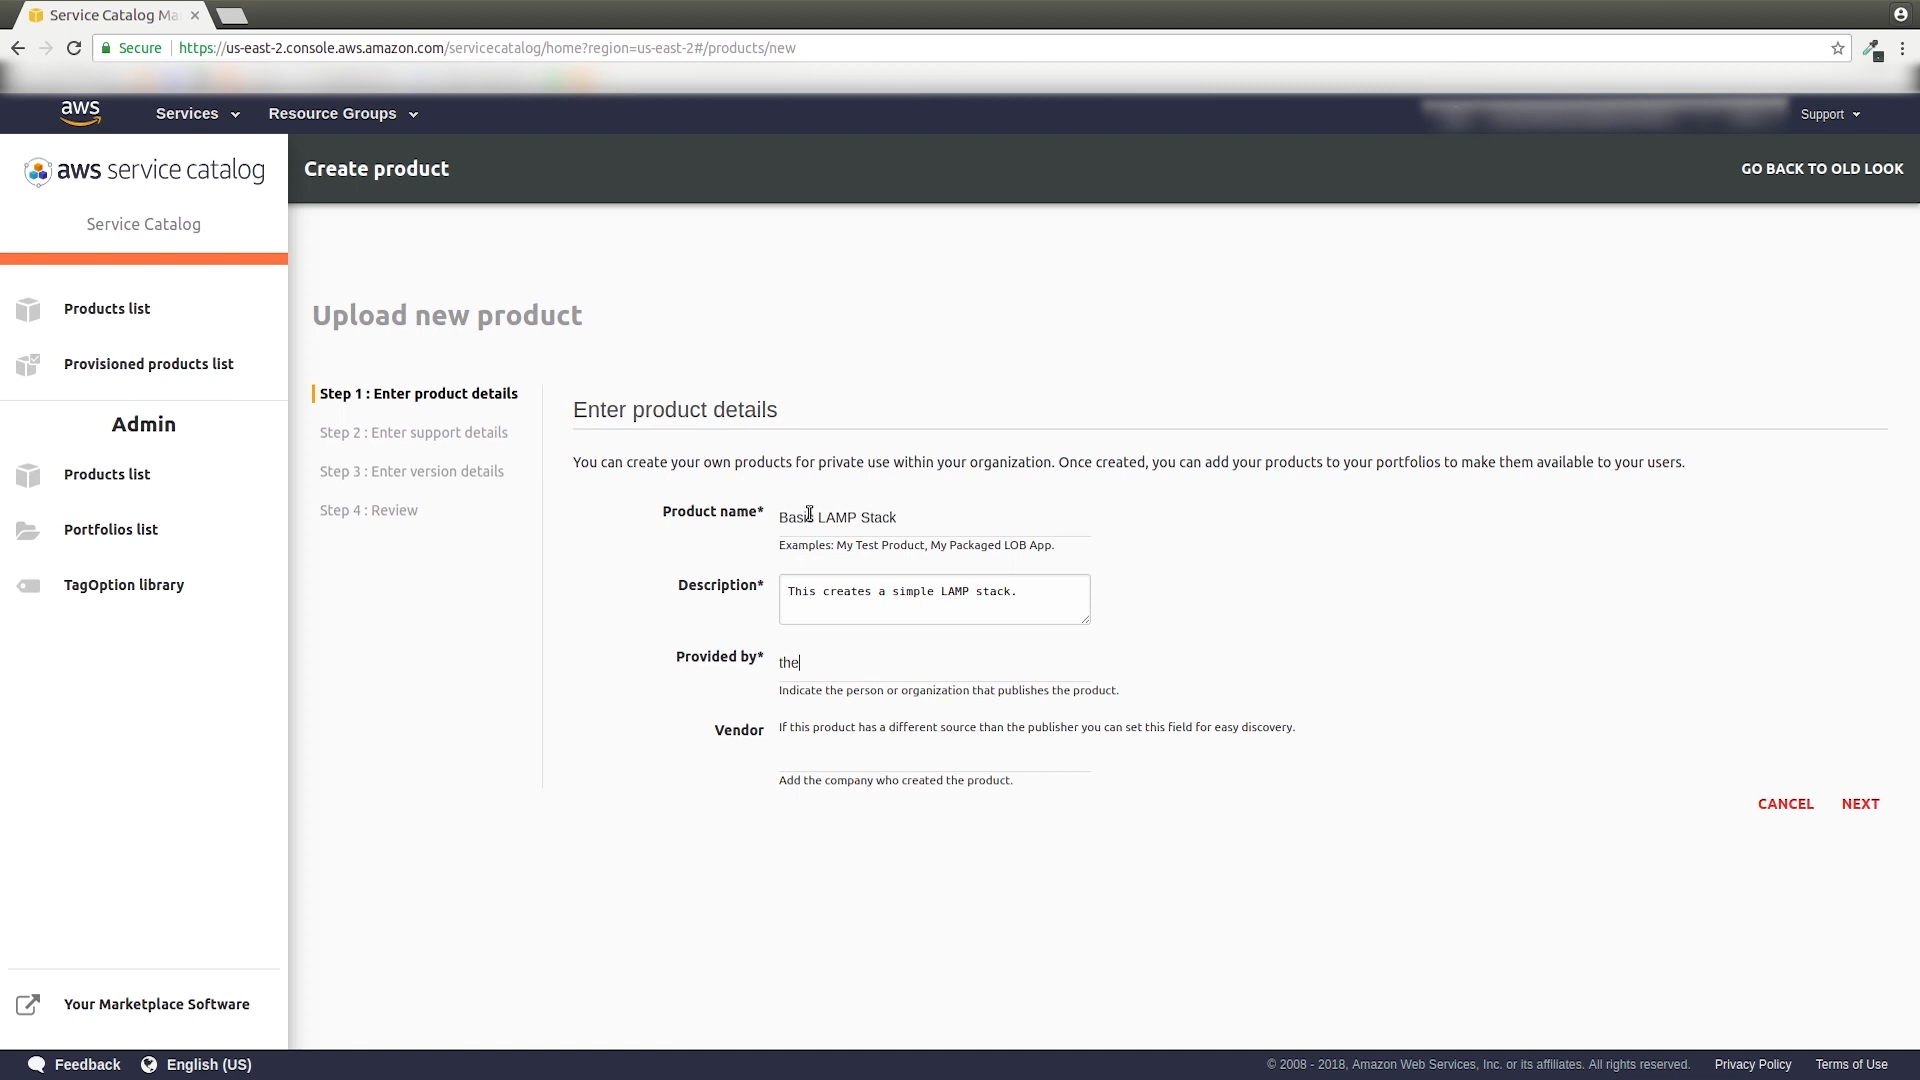 Service Catalog Ma
Secure https://us-east-2.console.aws.amazon.com/servicecatalog/home?region=us-east-2#/products/new
aws Services Resource Groups Support
aws service catalog
Service Catalog
Products list
Provisioned products list
Admin
Products list
Portfolios list
TagOption library
Your Marketplace Software
Create product GO BACK TO OLD LOOK
Upload new product
Step 1 : Enter product details
Step 2 : Enter support details
Step 3 : Enter version details
Step 4 : Review
Enter product details
You can create your own products for private use within your organization. Once created, you can add your products to your portfolios to make them available to your users.
Product name* Basis LAMP Stack
Examples: My Test Product, My Packaged LOB App.
Description* This creates a simple LAMP stack.
Provided by* the
Indicate the person or organization that publishes the product.
Vendor If this product has a different source than the publisher you can set this field for easy discovery.
Add the company who created the product.
CANCEL NEXT
Feedback English (US) © 2008 - 2018, Amazon Web Services, Inc. or its affiliates. All rights reserved. Privacy Policy Terms of Use